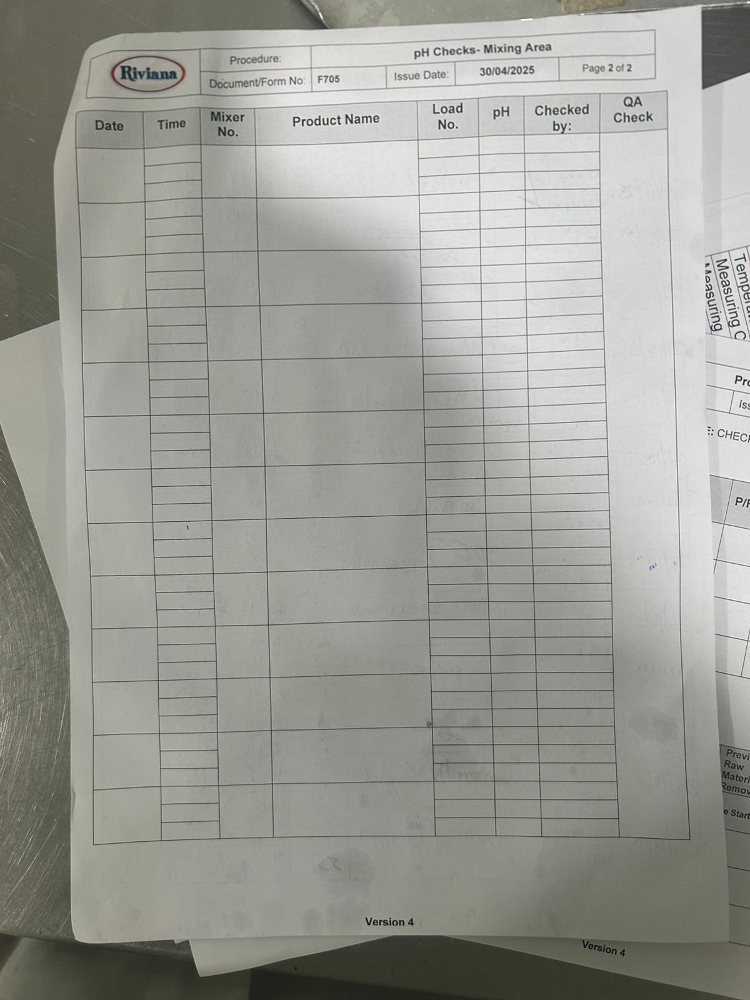 Riviana
Procedure: pH Checks- Mixing Area
Document/Form No: F705 Issue Date: 30/04/2025 Page 2 of 2
Date Time Mixer No. Product Name Load No. pH Checked by: QA Check
Version 4
Version 4
Measuring
Measuring C
Pro
Iss
E: CHECK
P/F
Previ
Raw
Materi
Remov
e Start